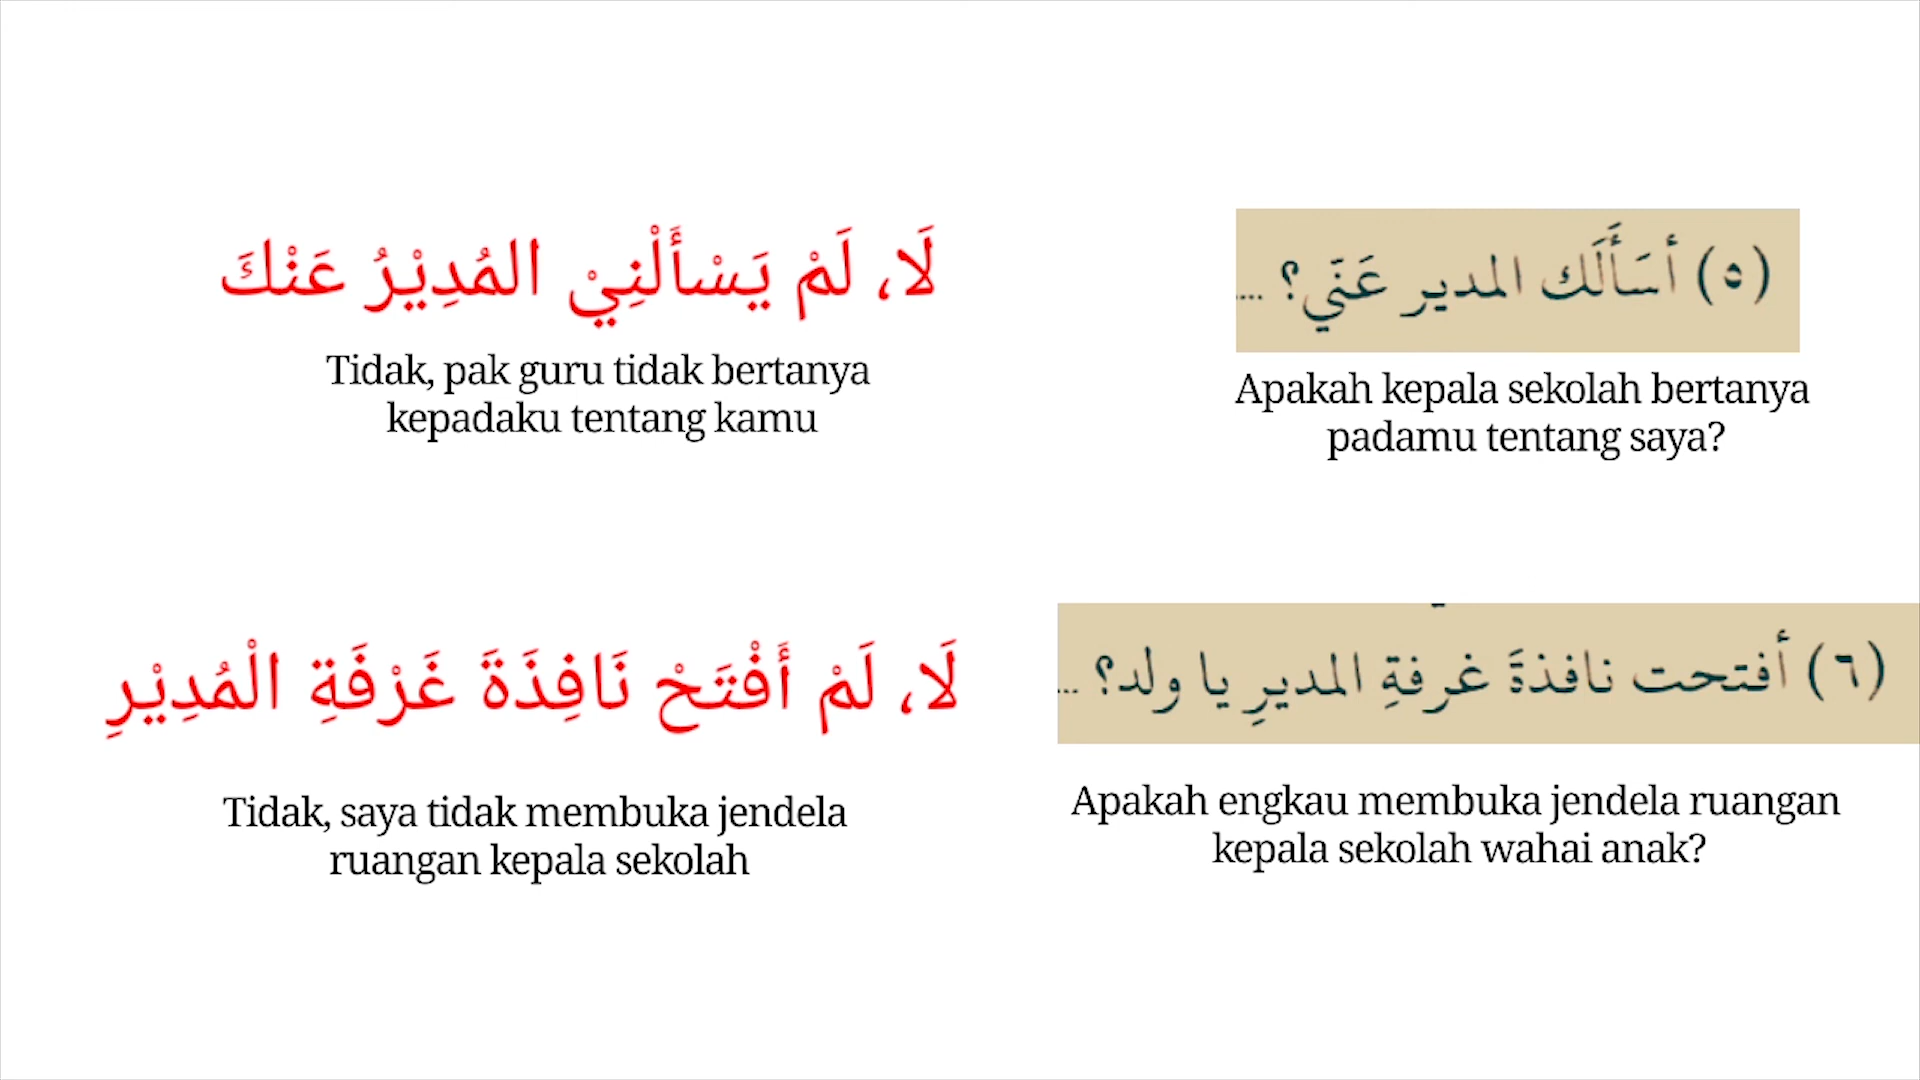 (٥) أسَأَلَك المدير عَنّي؟ ...
Apakah kepala sekolah bertanya
padamu tentang saya?
لَا، لَمْ يَسْأَلْنِيْ المُدِيْرُ عَنْكَ
Tidak, pak guru tidak bertanya
kepadaku tentang kamu
(٦) أفتحت نافذةَ غرفةِ المديرِ يا ولد؟ ...
Apakah engkau membuka jendela ruangan
kepala sekolah wahai anak?
لَا، لَمْ أَفْتَحْ نَافِذَةَ غَرْفَةِ الْمُدِيْرِ
Tidak, saya tidak membuka jendela
ruangan kepala sekolah